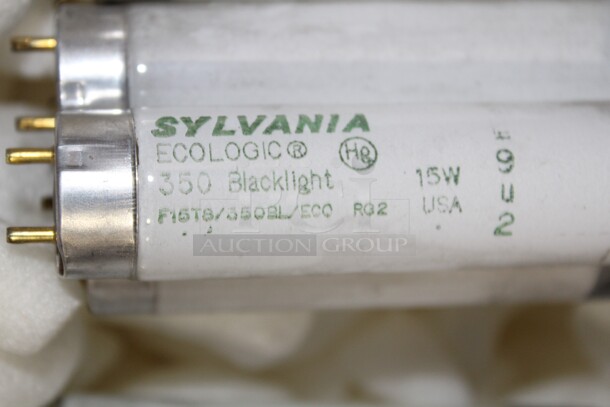 SYLVANIA
ECOLOGIC® Hg
350 Blacklight 15W
F15T8/350BL/ECO RG2 USA
9
U
2
AUCTION GROUP